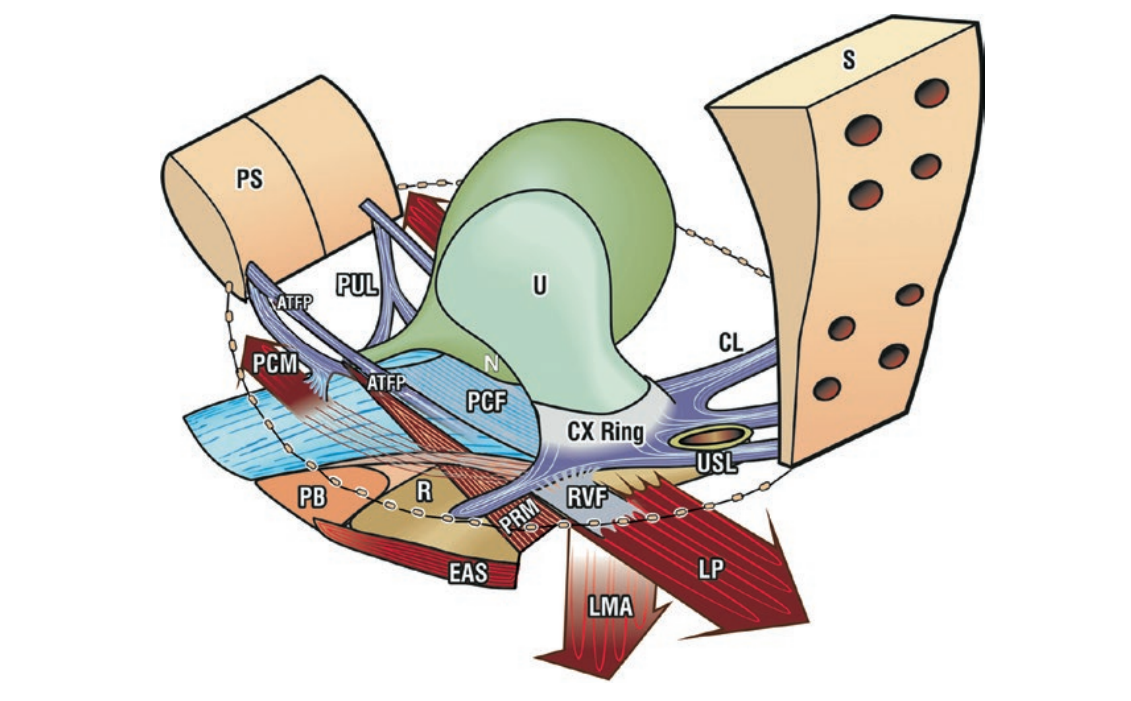 S
PS
U
PUL
ATFP
CL
PCM
N
ATFP
PCF
CX Ring
USL
PB
R
RVF
PRM
EAS
LP
LMA